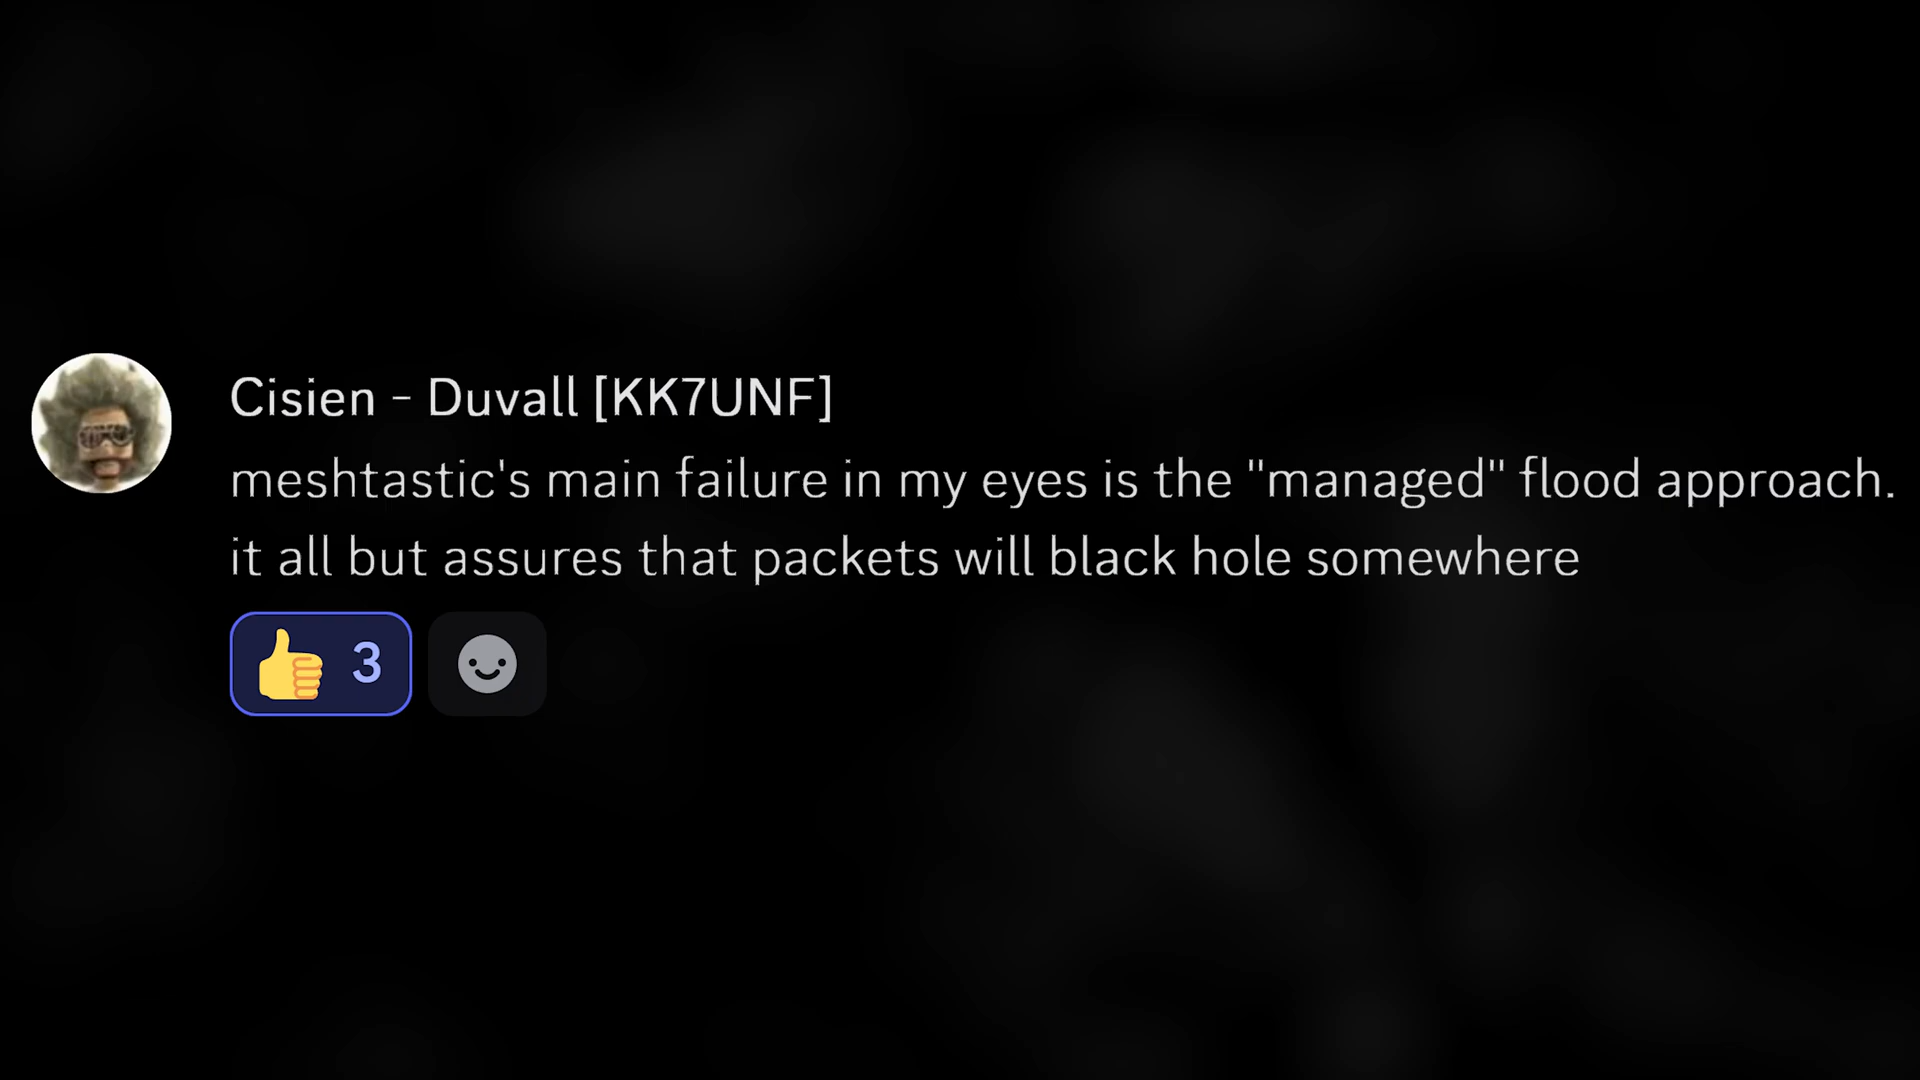 Cisien - Duvall [KK7UNF]
meshtastic's main failure in my eyes is the "managed" flood approach.
it all but assures that packets will black hole somewhere
3